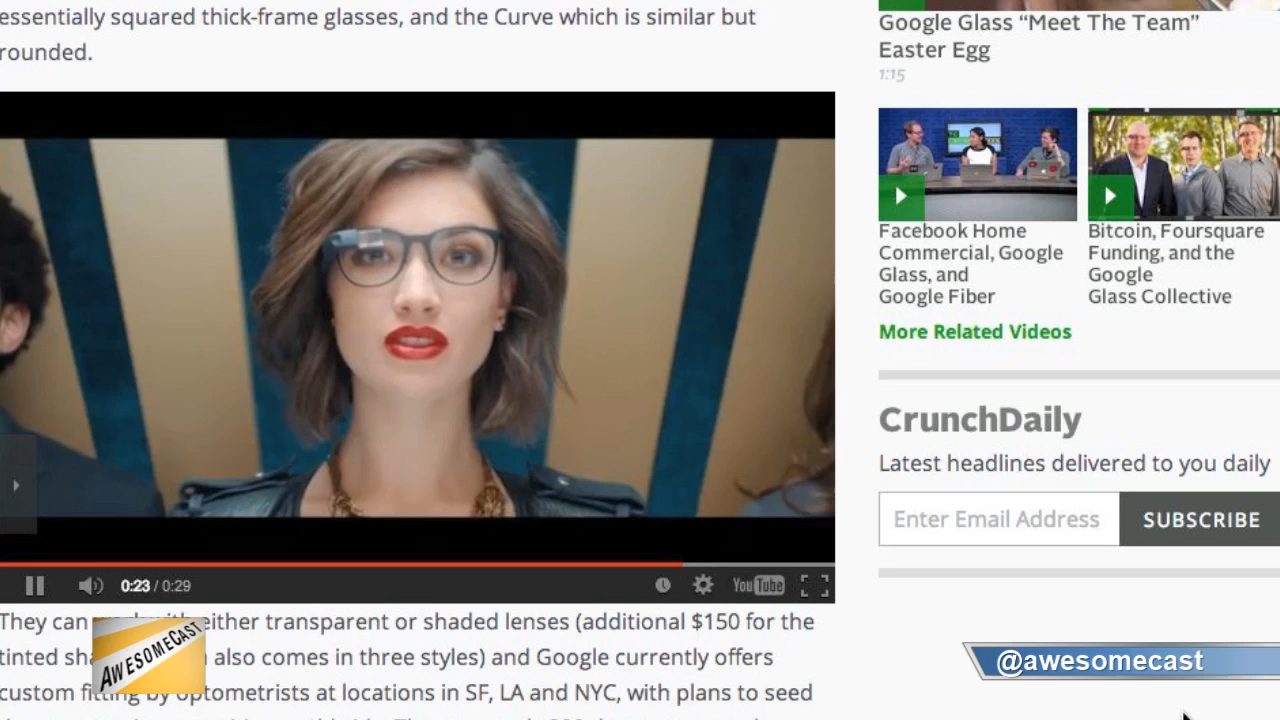 essentially squared thick-frame glasses, and the Curve which is similar but
rounded.
0:23 / 0:29
YouTube
They can either transparent or shaded lenses (additional $150 for the
tinted also comes in three styles) and Google currently offers
custom fitting by optometrists at locations in SF, LA and NYC, with plans to seed
AWESOMECAST
Google Glass “Meet The Team”
Easter Egg
1:15
Facebook Home
Commercial, Google
Glass, and
Google Fiber
Bitcoin, Foursquare
Funding, and the
Google
Glass Collective
More Related Videos
CrunchDaily
Latest headlines delivered to you daily
Enter Email Address
SUBSCRIBE
@awesomecast